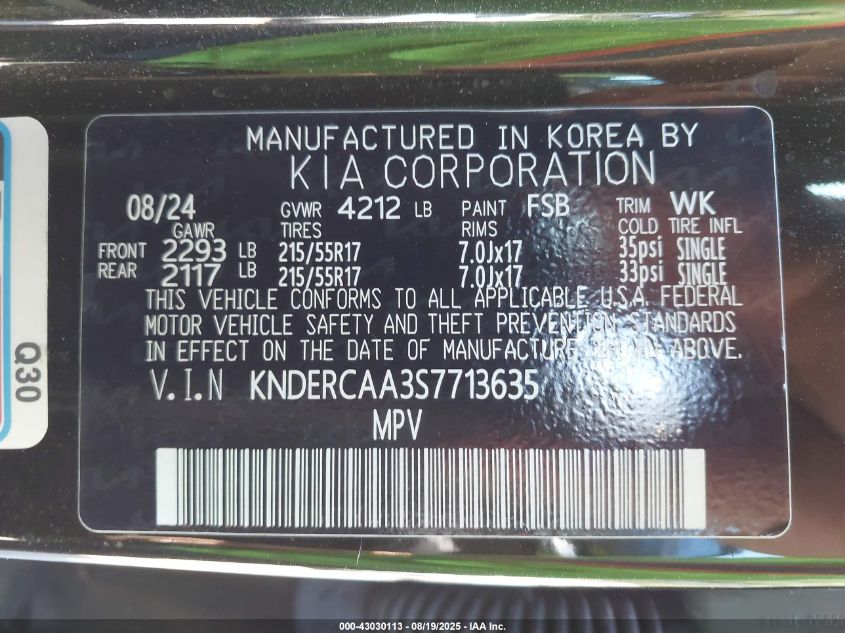 MANUFACTURED IN KOREA BY
KIA CORPORATION
08/24 GVWR 4212 LB PAINT FSB TRIM WK
GAWR TIRES RIMS COLD TIRE INFL
FRONT 2293 LB 215/55R17 7.0Jx17 35psi SINGLE
REAR 2117 LB 215/55R17 7.0Jx17 33psi SINGLE
THIS VEHICLE CONFORMS TO ALL APPLICABLE U.S.A. FEDERAL
MOTOR VEHICLE SAFETY AND THEFT PREVENTION STANDARDS
IN EFFECT ON THE DATE OF MANUFACTURE SHOWN ABOVE.
V.I.N KNDERCAA3S7713635
MPV
Q30
000-43030113 - 08/19/2025 - IAA Inc.